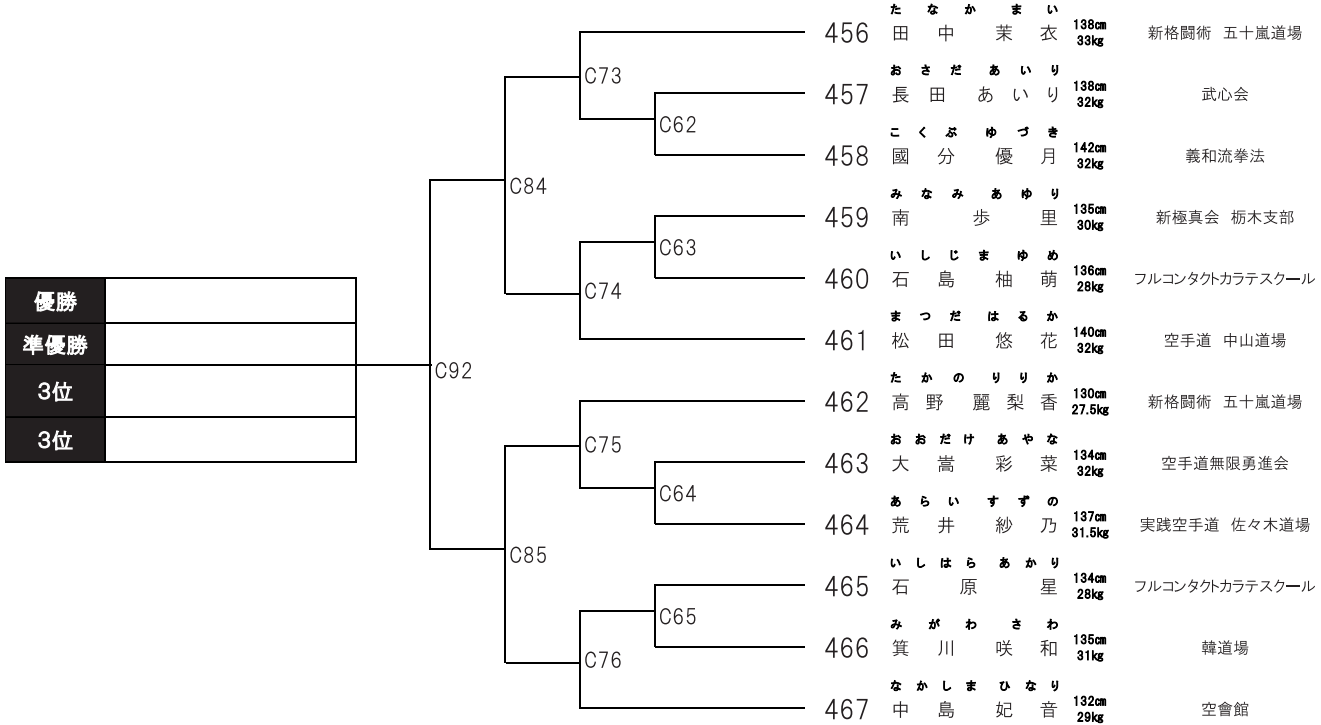 たなか まい
456 田中 茉衣 138cm 33kg 新格闘術 五十嵐道場
C73
おさだ あいり
457 長田 あいり 138cm 32kg 武心会
C62
こくぶ ゆづき
458 國分 優月 142cm 32kg 義和流拳法
C84
みなみ あゆり
459 南 歩里 135cm 30kg 新極真会 栃木支部
C63
いしじま ゆめ
460 石島 柚萌 136cm 28kg フルコンタクトカラテスクール
C74
まつだ はるか
461 松田 悠花 140cm 32kg 空手道 中山道場
優勝
準優勝
3位
3位
C92
たかの りりか
462 高野 麗梨香 130cm 27.5kg 新格闘術 五十嵐道場
C75
おおだけ あやな
463 大嵩 彩菜 134cm 32kg 空手道無限勇進会
C64
あらい すずの
464 荒井 紗乃 137cm 31.5kg 実践空手道 佐々木道場
C85
いしはら あかり
465 石原 星 134cm 28kg フルコンタクトカラテスクール
C65
みがわ さわ
466 箕川 咲和 135cm 31kg 韓道場
C76
なかしま ひなり
467 中島 妃音 132cm 29kg 空會館